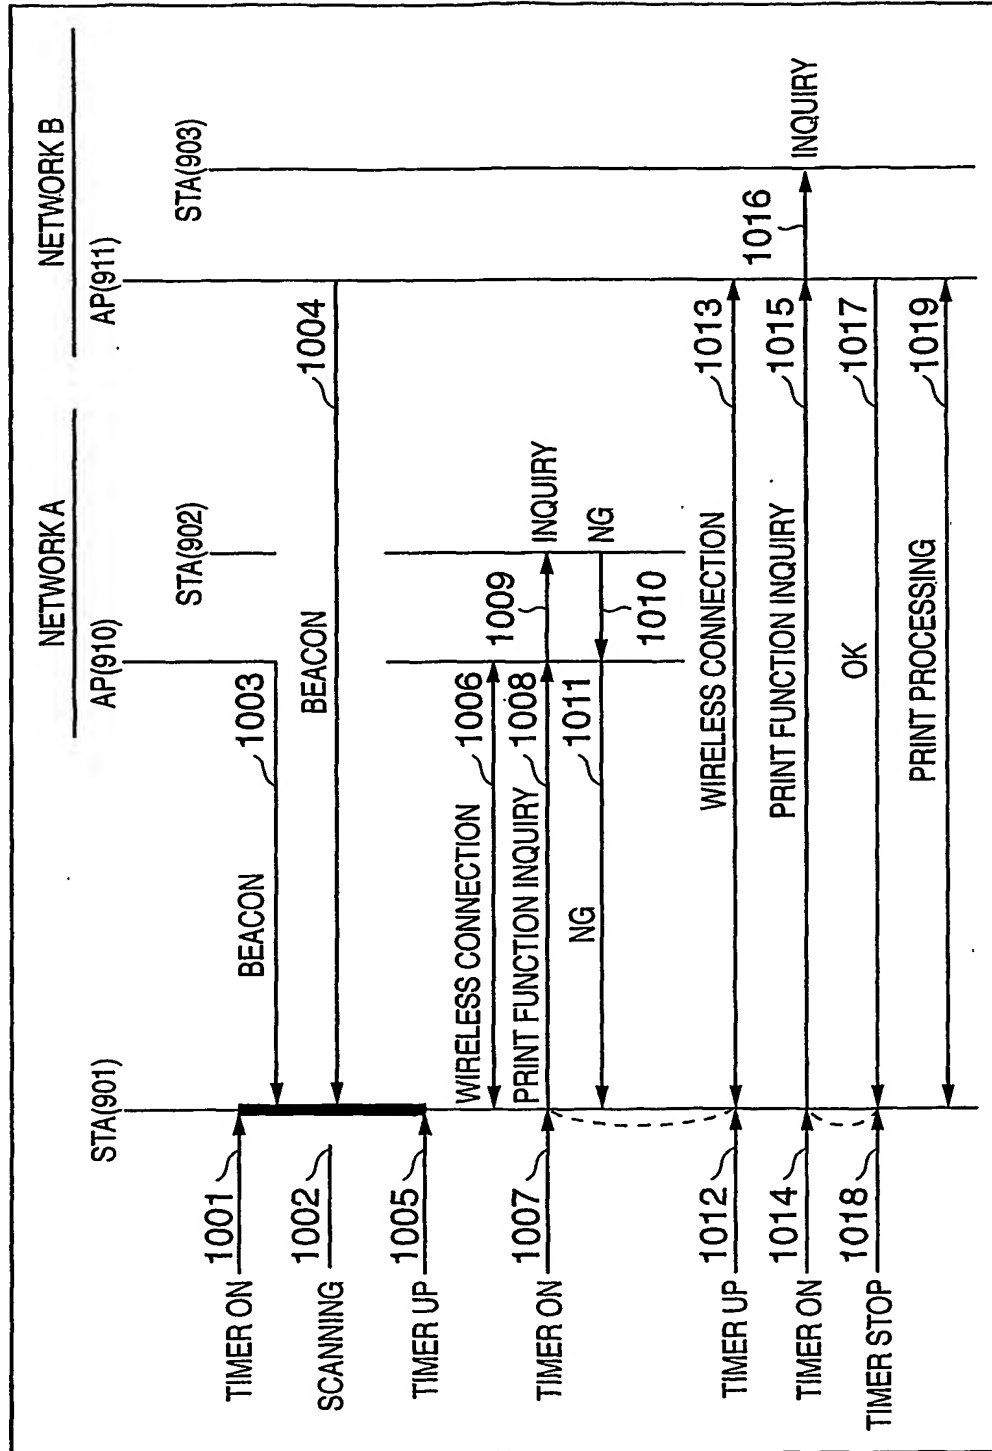 NETWORK A
NETWORK B
STA(901)
AP(910)
STA(902)
AP(911)
STA(903)
TIMER ON
1001
BEACON
1003
SCANNING
1002
BEACON
1004
TIMER UP
1005
WIRELESS CONNECTION
1006
TIMER ON
1007
PRINT FUNCTION INQUIRY
1008
1009
INQUIRY
NG
1011
1010
NG
TIMER UP
1012
WIRELESS CONNECTION
1013
TIMER ON
1014
PRINT FUNCTION INQUIRY
1015
1016
INQUIRY
TIMER STOP
1018
OK
1017
PRINT PROCESSING
1019